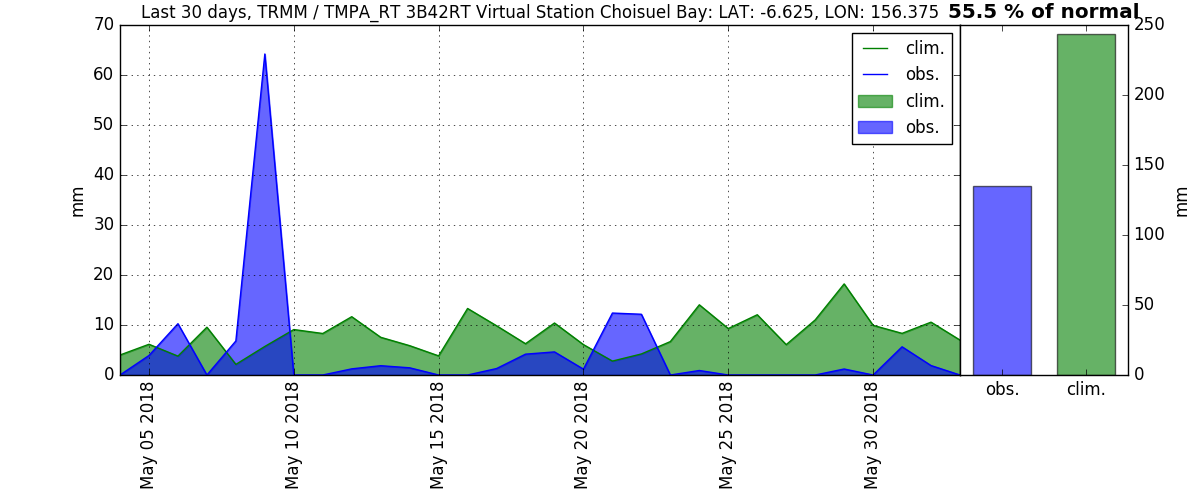 Last 30 days, TRMM / TMPA_RT 3B42RT Virtual Station Choisuel Bay: LAT: -6.625, LON: 156.375
55.5 % of normal
70
60
50
40
30
20
10
0
mm
clim.
obs.
clim.
obs.
May 05 2018
May 10 2018
May 15 2018
May 20 2018
May 25 2018
May 30 2018
250
200
150
100
50
0
mm
obs.
clim.